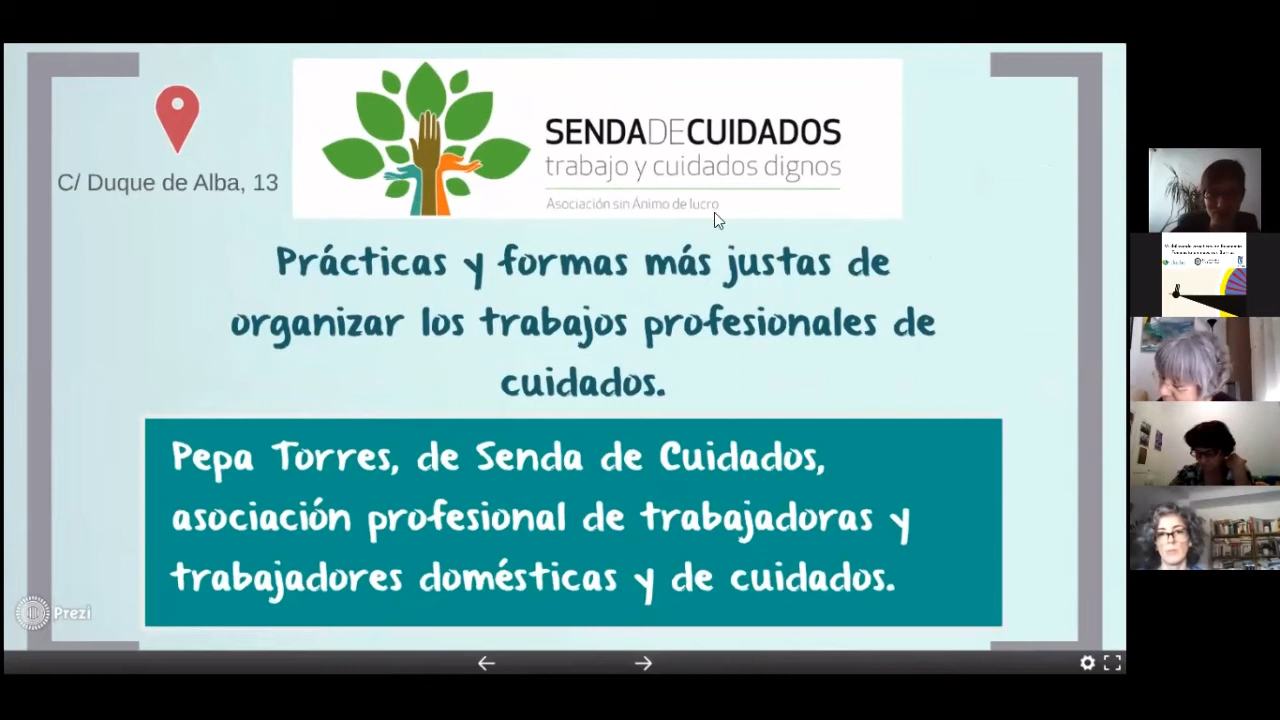 C/ Duque de Alba, 13
SENDADECUIDADOS
trabajo y cuidados dignos
Asociación sin Ánimo de lucro
Prácticas y formas más justas de
organizar los trabajos profesionales de
cuidados.
Pepa Torres, de Senda de Cuidados,
asociación profesional de trabajadoras y
trabajadores domésticas y de cuidados.
Prezi